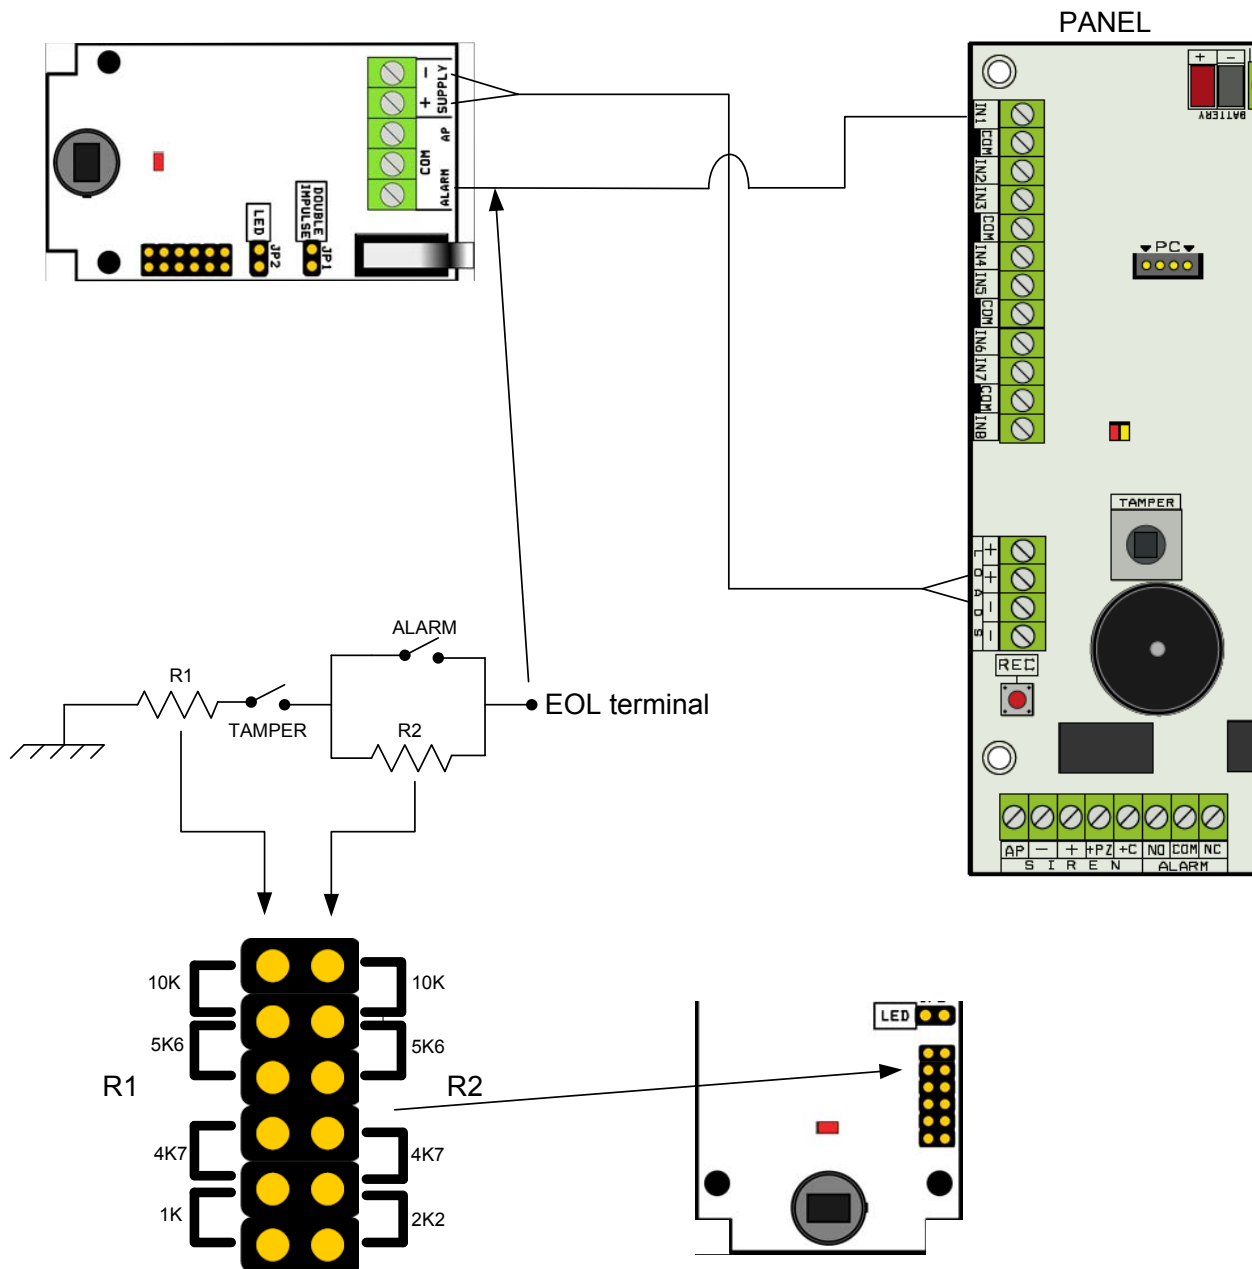 PANEL
+ −
BATTERY
− +
SUPPLY
AP
COM
ALARM
LED
JP2
DOUBLE
IMPULSE
JP1
IN1
COM
IN2
IN3
COM
IN4
IN5
COM
IN6
IN7
COM
IN8
PC
TAMPER
+ + − −
LOADS
REC
AP − + +PZ +C NO COM NC
SIREN ALARM
ALARM
R1
TAMPER
R2
EOL terminal
10K 10K
5K6 5K6
R1 R2
4K7 4K7
1K 2K2
LED